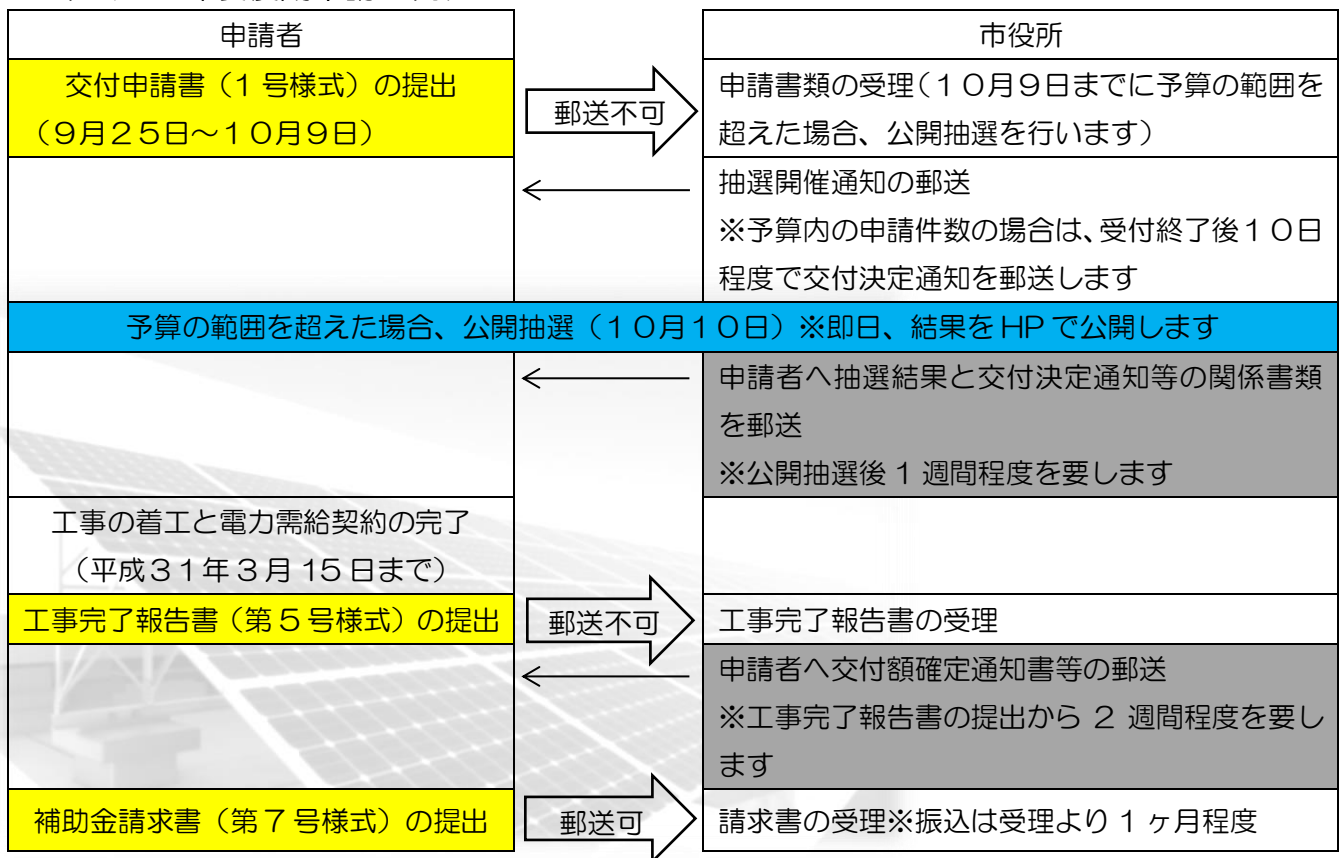 申請者
市役所
交付申請書（1号様式）の提出
（９月２５日～１０月９日）
郵送不可
申請書類の受理（１０月９日までに予算の範囲を
超えた場合、公開抽選を行います）
抽選開催通知の郵送
※予算内の申請件数の場合は、受付終了後１０日
程度で交付決定通知を郵送します
予算の範囲を超えた場合、公開抽選（１０月１０日）※即日、結果をHPで公開します
申請者へ抽選結果と交付決定通知等の関係書類
を郵送
※公開抽選後 1 週間程度を要します
工事の着工と電力需給契約の完了
（平成３１年３月 15 日まで）
工事完了報告書（第５号様式）の提出
郵送不可
工事完了報告書の受理
申請者へ交付額確定通知書等の郵送
※工事完了報告書の提出から 2 週間程度を要し
ます
補助金請求書（第７号様式）の提出
郵送可
請求書の受理※振込は受理より 1 ヶ月程度